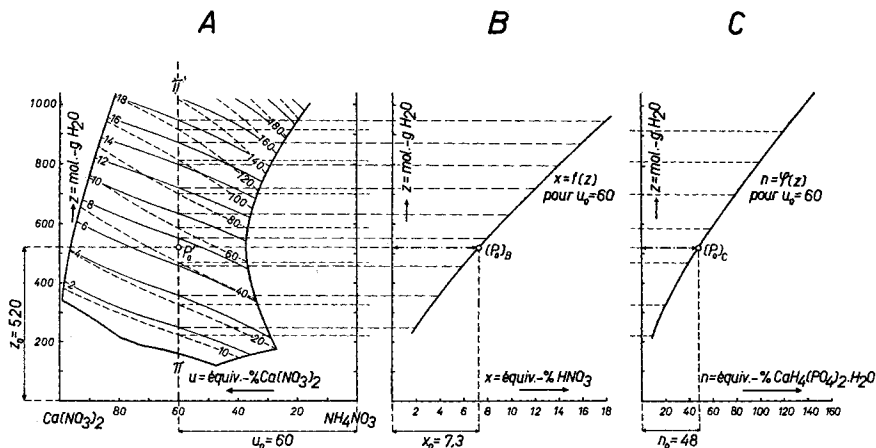 A B C
π'
1000
800
600
400
200
z = mol.-g H2O
z₀ = 520
18
16
14
12
10
8
6
4
2
180
160
140
120
100
80
60
40
20
10
P₀
π
u = équiv.-% Ca(NO3)2
Ca(NO3)2 80 60 40 20 NH4NO3
u₀ = 60
z = mol.-g H2O
x = f(z)
pour u₀ = 60
(P₀)B
x = équiv.-% HNO3
2 4 6 8 10 12 14 16 18
x₀ = 7,3
z = mol.-g H2O
n = φ(z)
pour u₀ = 60
(P₀)C
n = équiv.-% CaH4(PO4)2.H2O
0 20 40 60 80 100 120 140 160
n₀ = 48